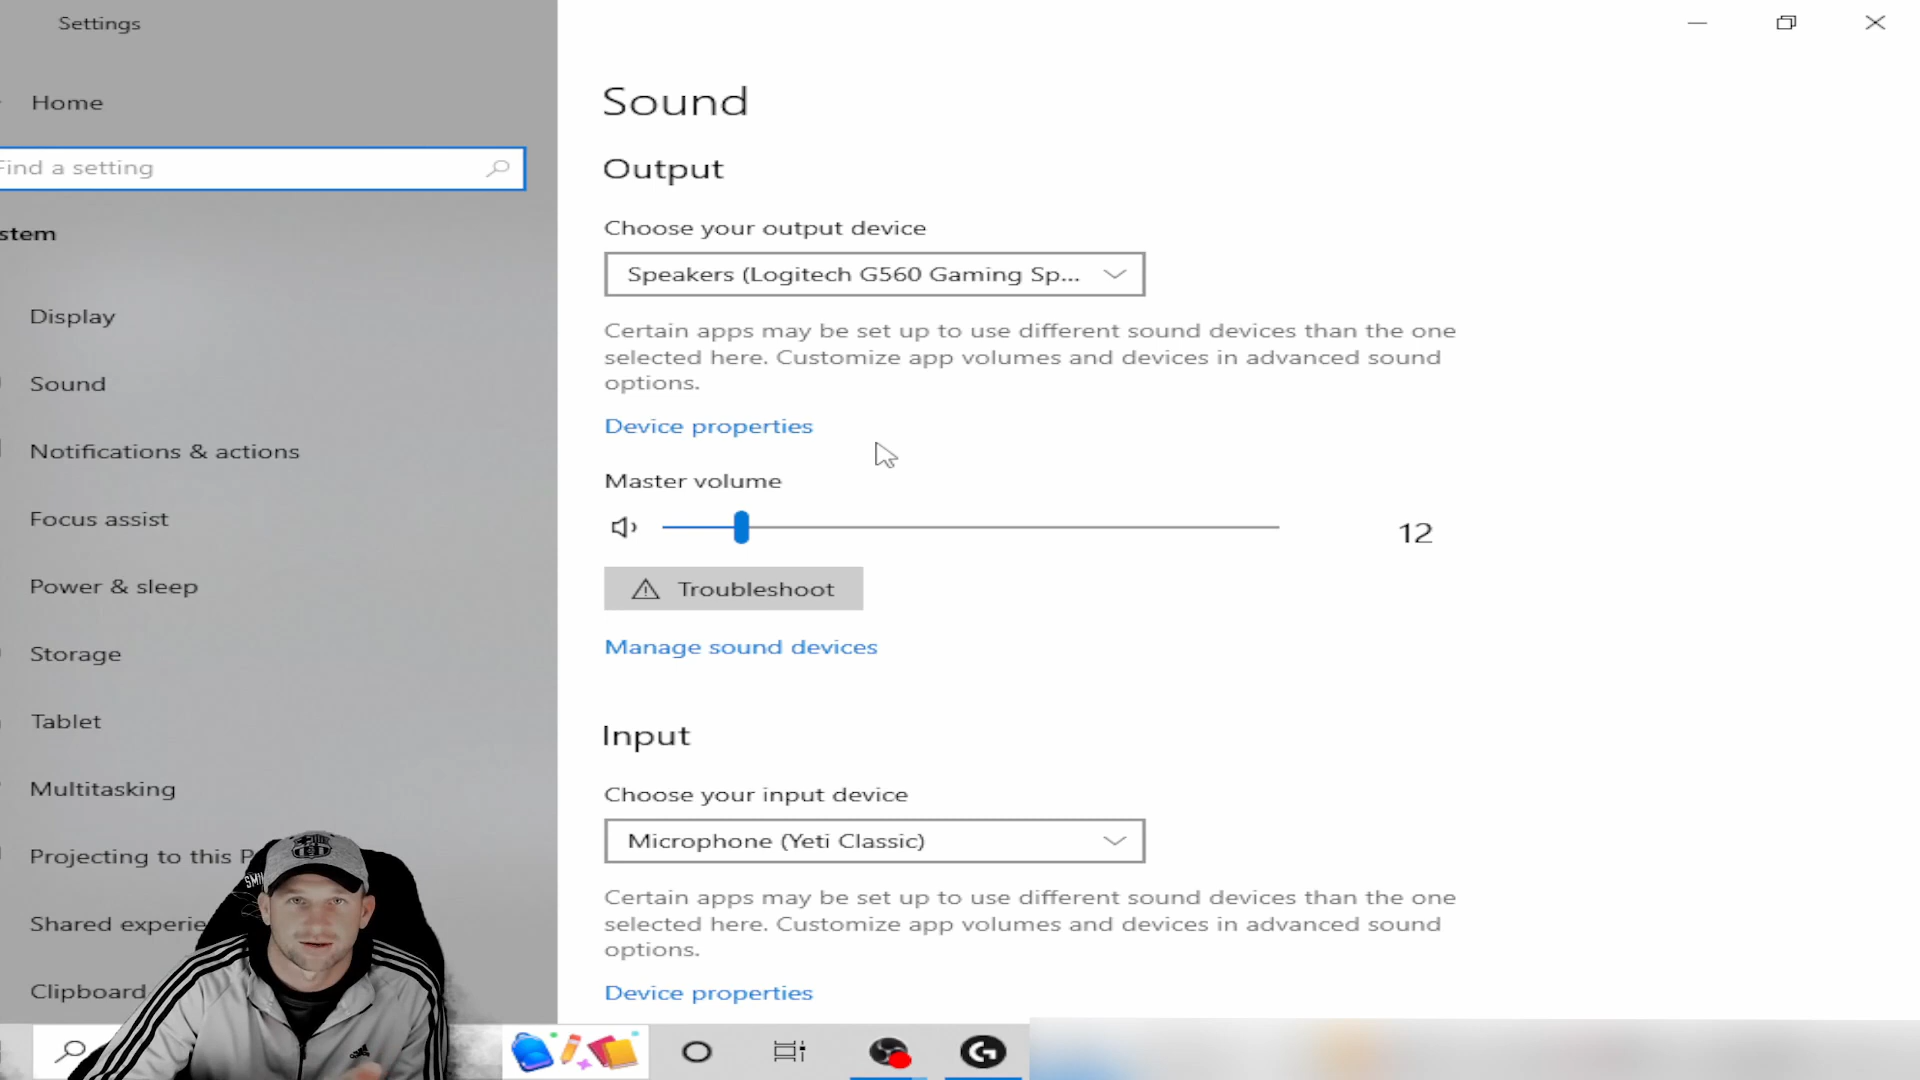 Settings
Home
Find a setting
stem
Display
Sound
Notifications & actions
Focus assist
Power & sleep
Storage
Tablet
Multitasking
Projecting to this P
Shared experie
Clipboard
Sound
Output
Choose your output device
Speakers (Logitech G560 Gaming Sp...
Certain apps may be set up to use different sound devices than the one
selected here. Customize app volumes and devices in advanced sound
options.
Device properties
Master volume
12
Troubleshoot
Manage sound devices
Input
Choose your input device
Microphone (Yeti Classic)
Certain apps may be set up to use different sound devices than the one
selected here. Customize app volumes and devices in advanced sound
options.
Device properties